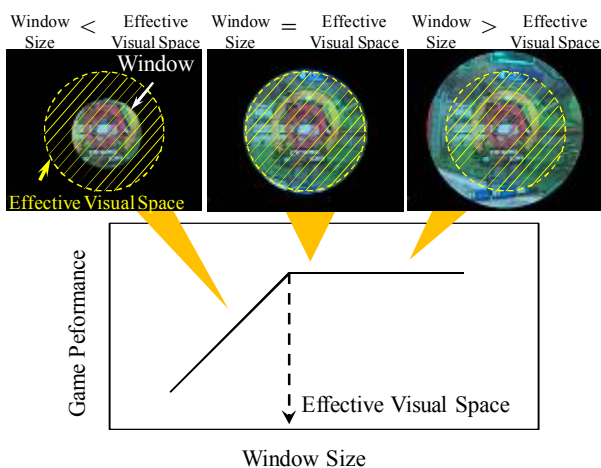 Window Size < Effective Visual Space
Window Size = Effective Visual Space
Window Size > Effective Visual Space
Window
Effective Visual Space
Game Peformance
Effective Visual Space
Window Size